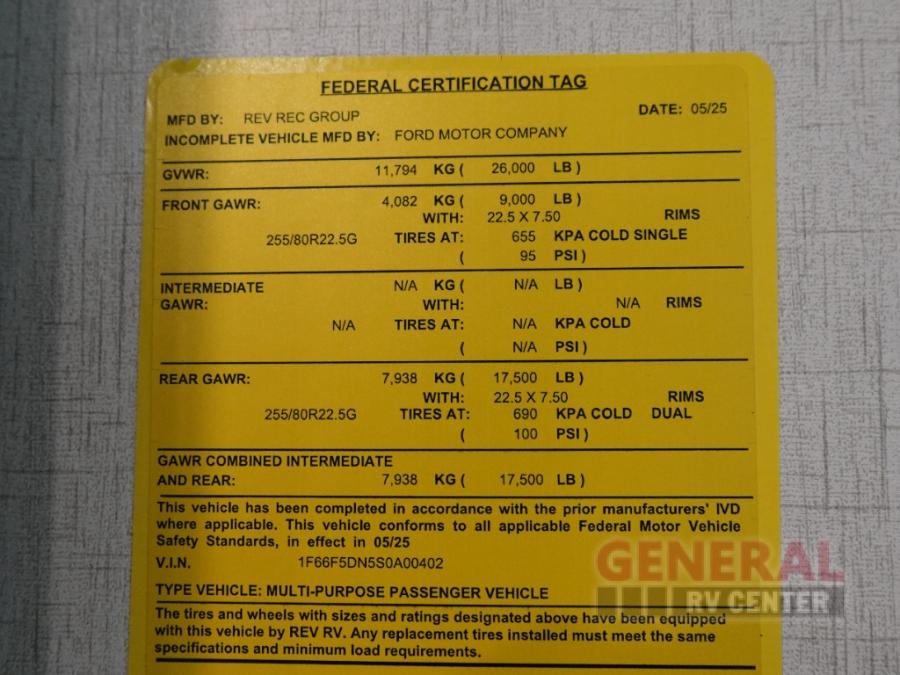 FEDERAL CERTIFICATION TAG
MFD BY: REV REC GROUP DATE: 05/25
INCOMPLETE VEHICLE MFD BY: FORD MOTOR COMPANY
GVWR: 11,794 KG ( 26,000 LB )
FRONT GAWR: 4,082 KG ( 9,000 LB )
WITH: 22.5 X 7.50 RIMS
255/80R22.5G TIRES AT: 655 KPA COLD SINGLE
( 95 PSI )
INTERMEDIATE N/A KG ( N/A LB )
GAWR: WITH: N/A RIMS
N/A TIRES AT: N/A KPA COLD
( N/A PSI )
REAR GAWR: 7,938 KG ( 17,500 LB )
WITH: 22.5 X 7.50 RIMS
255/80R22.5G TIRES AT: 690 KPA COLD DUAL
( 100 PSI )
GAWR COMBINED INTERMEDIATE
AND REAR: 7,938 KG ( 17,500 LB )
This vehicle has been completed in accordance with the prior manufacturers' IVD
where applicable. This vehicle conforms to all applicable Federal Motor Vehicle
Safety Standards, in effect in 05/25
V.I.N. 1F66F5DN5S0A00402
TYPE VEHICLE: MULTI-PURPOSE PASSENGER VEHICLE
The tires and wheels with sizes and ratings designated above have been equipped
with this vehicle by REV RV. Any replacement tires installed must meet the same
specifications and minimum load requirements.
GENERAL
RV CENTER